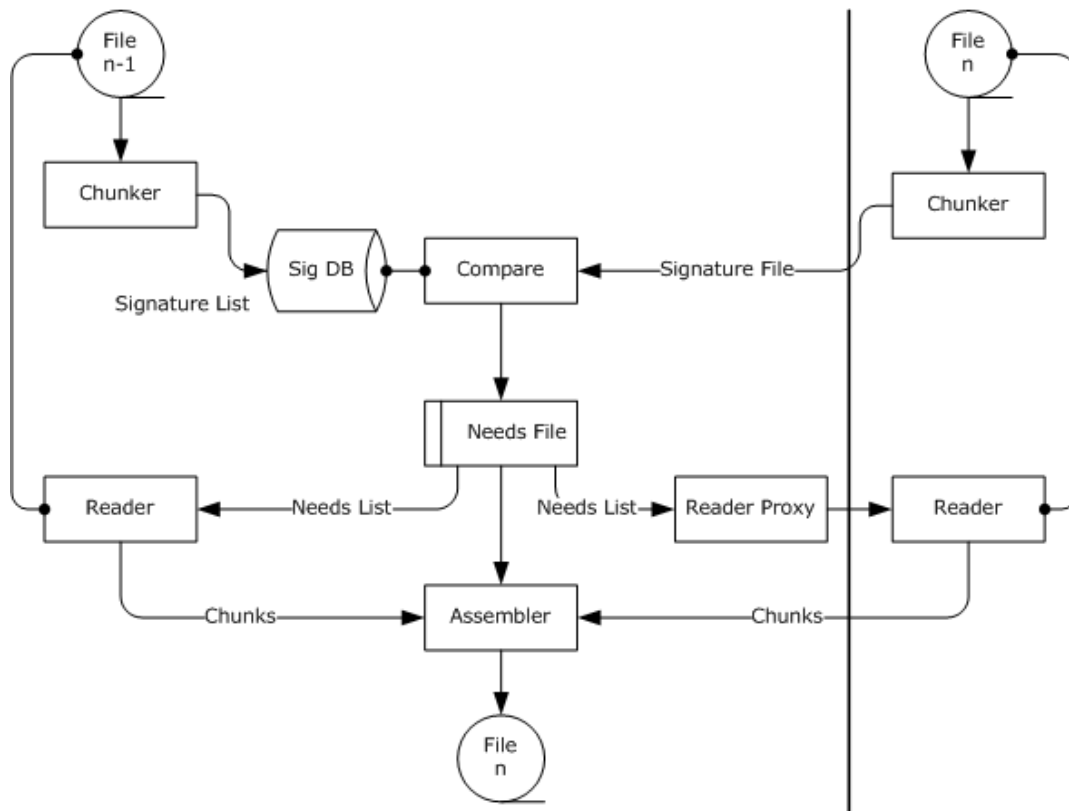 File
n-1
File
n
Chunker
Chunker
Sig DB
Compare
Signature File
Signature List
Needs File
Reader
Needs List
Needs List
Reader Proxy
Reader
Chunks
Assembler
Chunks
File
n